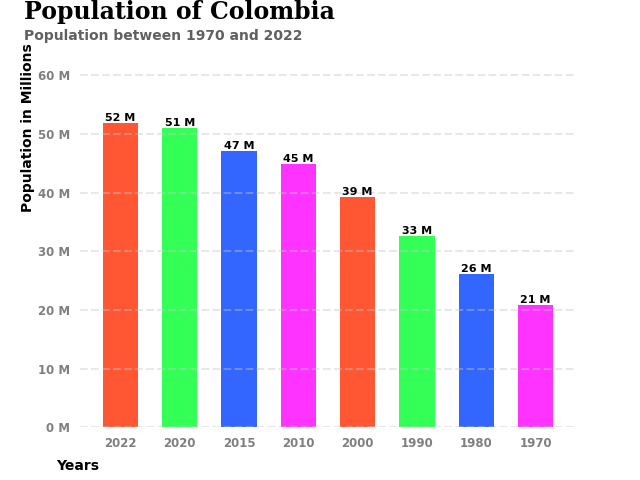 Population of Colombia
Population between 1970 and 2022
Population in Millions
60 M
50 M
40 M
30 M
20 M
10 M
0 M
52 M
51 M
47 M
45 M
39 M
33 M
26 M
21 M
2022 2020 2015 2010 2000 1990 1980 1970
Years